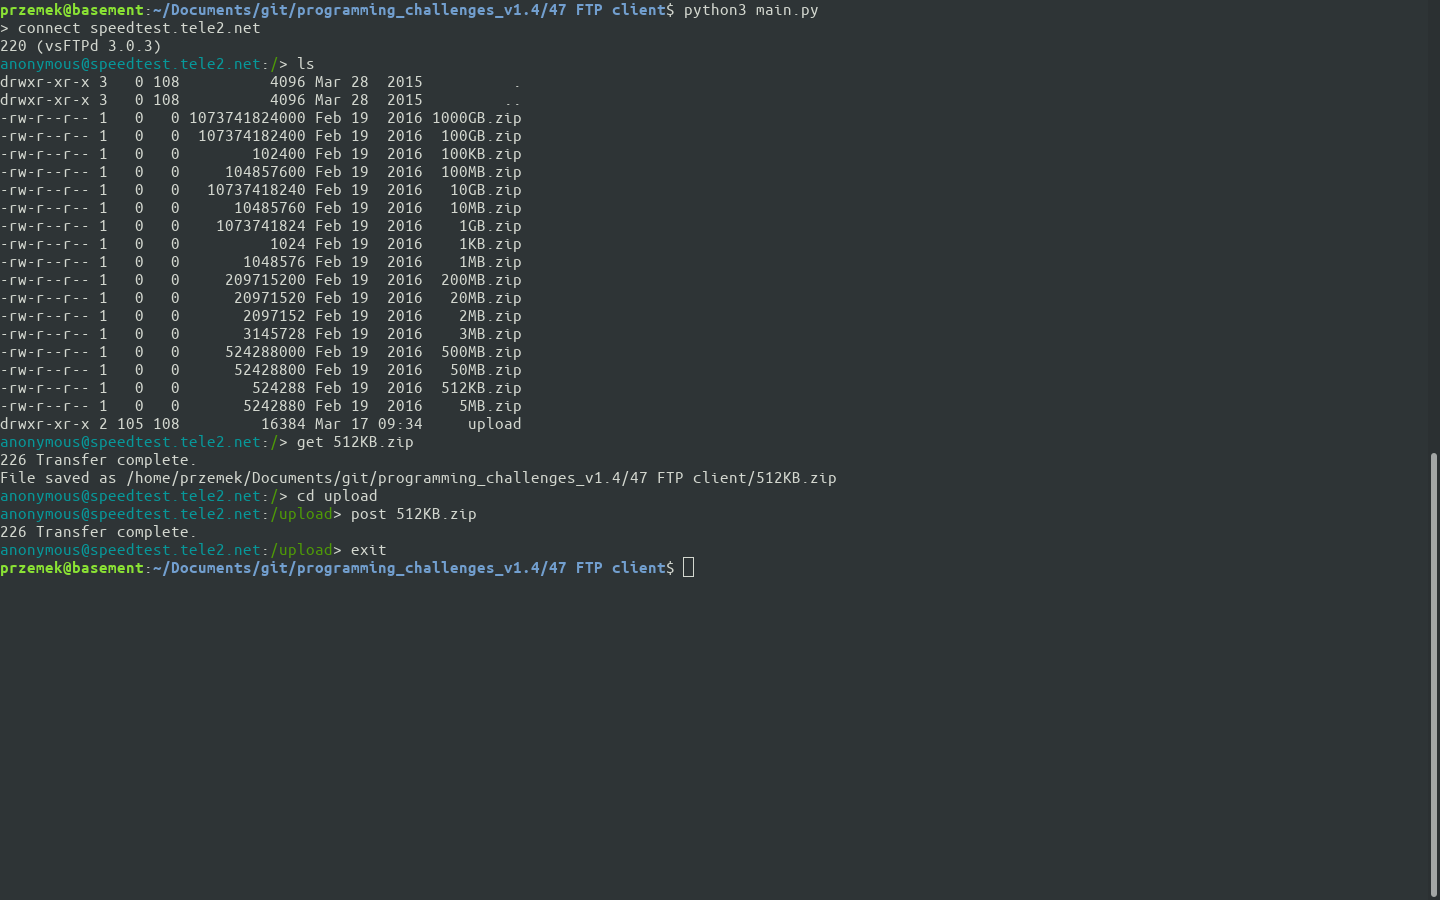 przemek@basement:~/Documents/git/programming_challenges_v1.4/47 FTP client$ python3 main.py
> connect speedtest.tele2.net
220 (vsFTPd 3.0.3)
anonymous@speedtest.tele2.net:/> ls
drwxr-xr-x 3   0 108          4096 Mar 28  2015          .
drwxr-xr-x 3   0 108          4096 Mar 28  2015         ..
-rw-r--r-- 1   0   0 1073741824000 Feb 19  2016 1000GB.zip
-rw-r--r-- 1   0   0  107374182400 Feb 19  2016  100GB.zip
-rw-r--r-- 1   0   0        102400 Feb 19  2016  100KB.zip
-rw-r--r-- 1   0   0     104857600 Feb 19  2016  100MB.zip
-rw-r--r-- 1   0   0   10737418240 Feb 19  2016   10GB.zip
-rw-r--r-- 1   0   0      10485760 Feb 19  2016   10MB.zip
-rw-r--r-- 1   0   0    1073741824 Feb 19  2016    1GB.zip
-rw-r--r-- 1   0   0          1024 Feb 19  2016    1KB.zip
-rw-r--r-- 1   0   0       1048576 Feb 19  2016    1MB.zip
-rw-r--r-- 1   0   0     209715200 Feb 19  2016  200MB.zip
-rw-r--r-- 1   0   0      20971520 Feb 19  2016   20MB.zip
-rw-r--r-- 1   0   0       2097152 Feb 19  2016    2MB.zip
-rw-r--r-- 1   0   0       3145728 Feb 19  2016    3MB.zip
-rw-r--r-- 1   0   0     524288000 Feb 19  2016  500MB.zip
-rw-r--r-- 1   0   0      52428800 Feb 19  2016   50MB.zip
-rw-r--r-- 1   0   0        524288 Feb 19  2016  512KB.zip
-rw-r--r-- 1   0   0       5242880 Feb 19  2016    5MB.zip
drwxr-xr-x 2 105 108         16384 Mar 17 09:34     upload
anonymous@speedtest.tele2.net:/> get 512KB.zip
226 Transfer complete.
File saved as /home/przemek/Documents/git/programming_challenges_v1.4/47 FTP client/512KB.zip
anonymous@speedtest.tele2.net:/> cd upload
anonymous@speedtest.tele2.net:/upload> post 512KB.zip
226 Transfer complete.
anonymous@speedtest.tele2.net:/upload> exit
przemek@basement:~/Documents/git/programming_challenges_v1.4/47 FTP client$